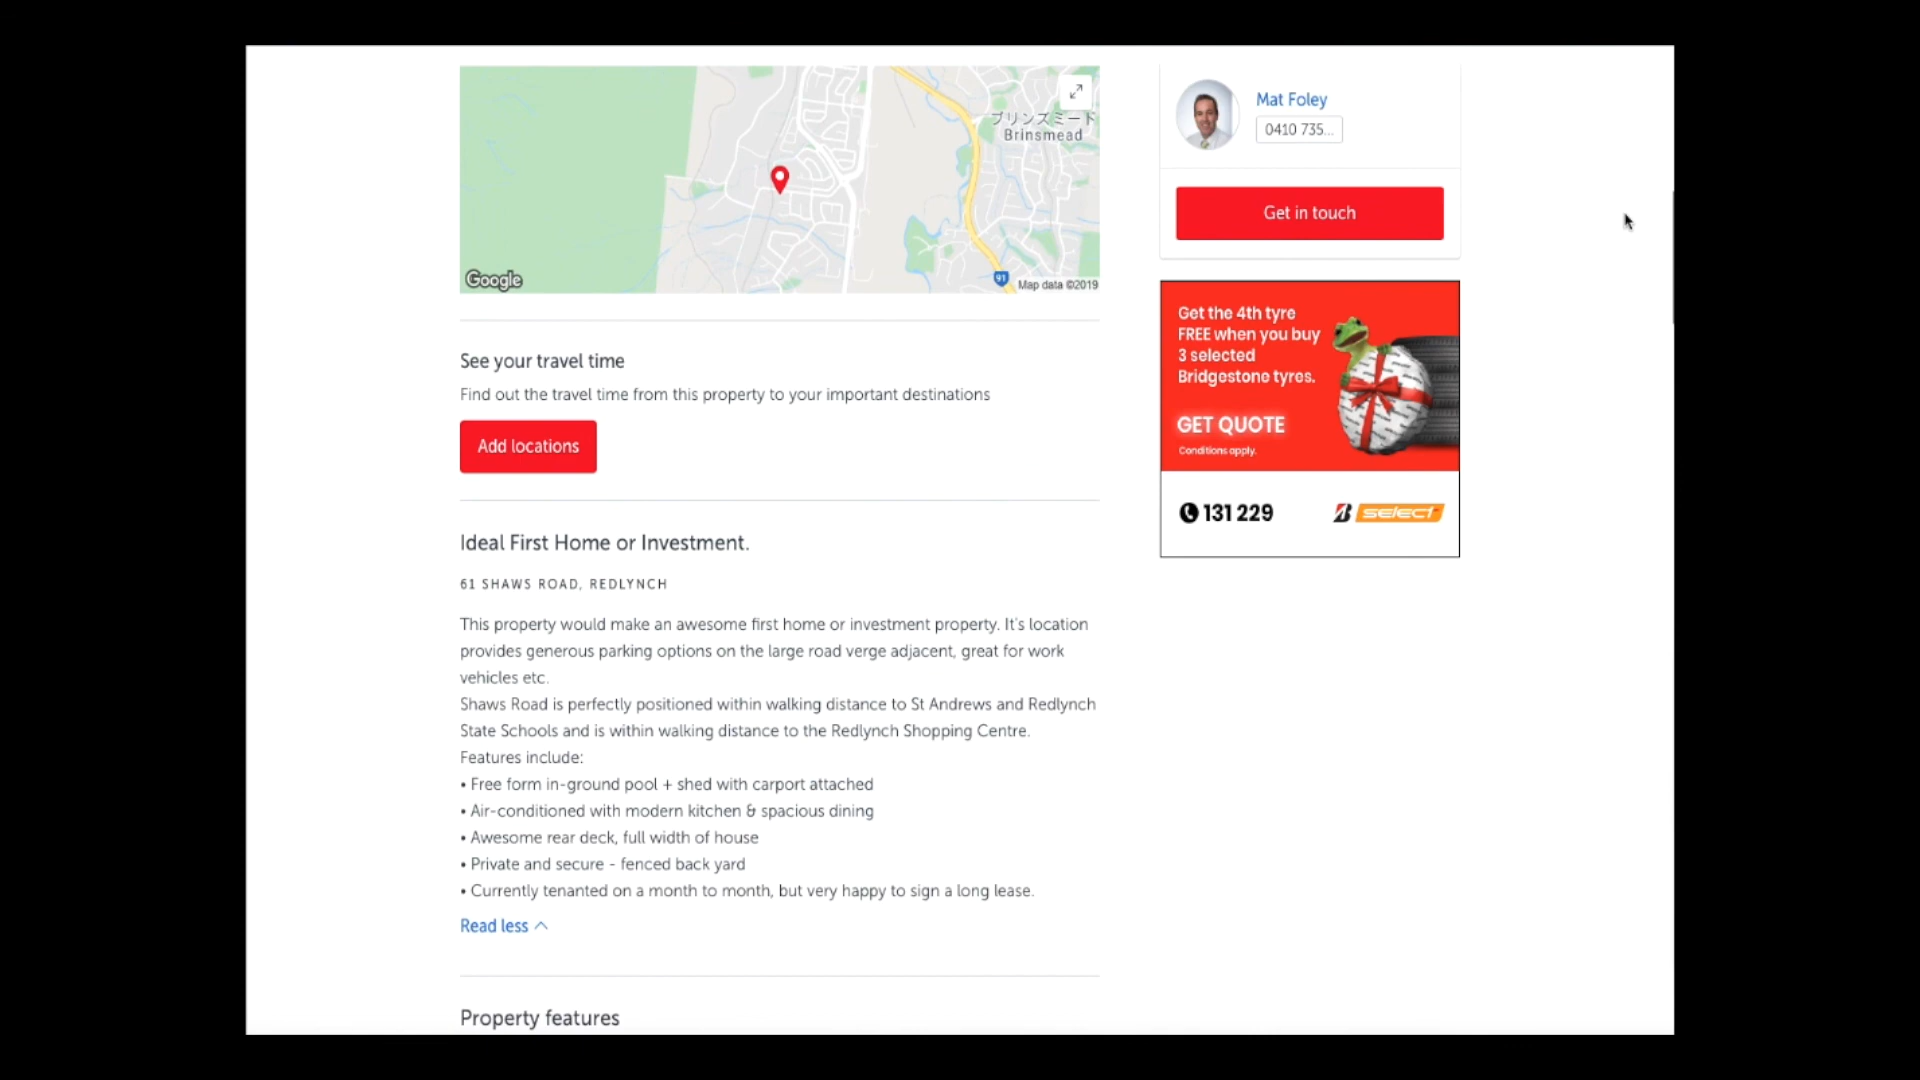 プリンズミード
Brinsmead
91
Google
Map data ©2019
Mat Foley
0410 735...
Get in touch
See your travel time
Find out the travel time from this property to your important destinations
Add locations
Get the 4th tyre
FREE when you buy
3 selected
Bridgestone tyres.
GET QUOTE
Conditions apply.
131 229
B select
Ideal First Home or Investment.
61 SHAWS ROAD, REDLYNCH
This property would make an awesome first home or investment property. It's location
provides generous parking options on the large road verge adjacent, great for work
vehicles etc.
Shaws Road is perfectly positioned within walking distance to St Andrews and Redlynch
State Schools and is within walking distance to the Redlynch Shopping Centre.
Features include:
• Free form in-ground pool + shed with carport attached
• Air-conditioned with modern kitchen & spacious dining
• Awesome rear deck, full width of house
• Private and secure - fenced back yard
• Currently tenanted on a month to month, but very happy to sign a long lease.
Read less
Property features